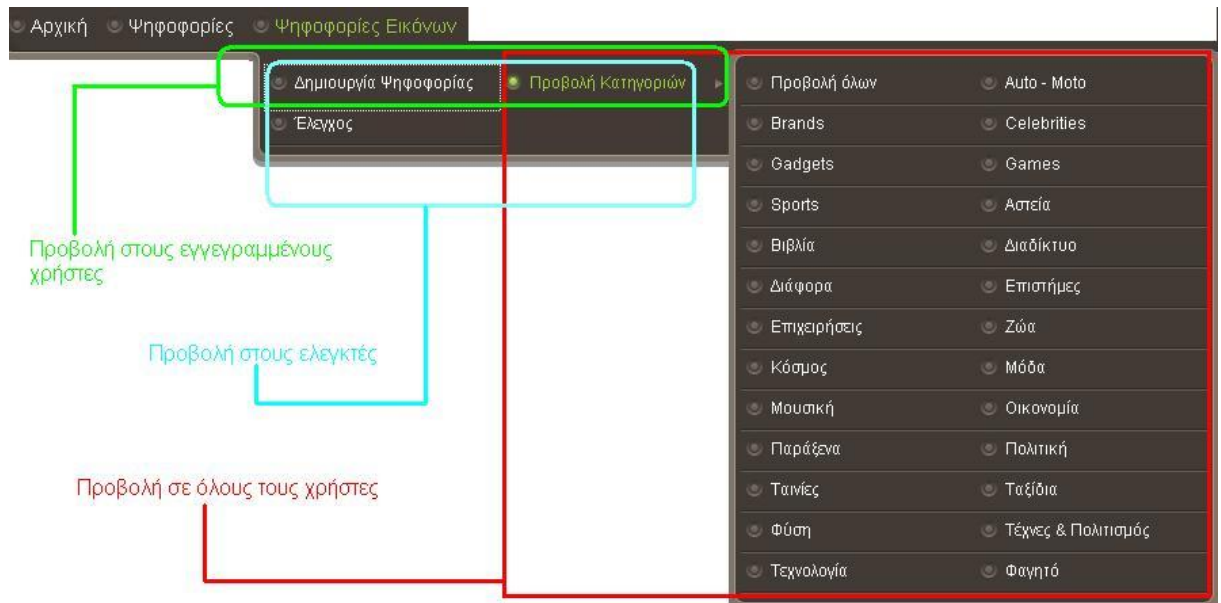 Αρχική Ψηφοφορίες Ψηφοφορίες Εικόνων
Δημιουργία Ψηφοφορίας Προβολή Κατηγοριών
Έλεγχος
Προβολή όλων Auto - Moto
Brands Celebrities
Gadgets Games
Sports Αστεία
Βιβλία Διαδίκτυο
Διάφορα Επιστήμες
Επιχειρήσεις Ζώα
Κόσμος Μόδα
Μουσική Οικονομία
Παράξενα Πολιτική
Ταινίες Ταξίδια
Φύση Τέχνες & Πολιτισμός
Τεχνολογία Φαγητό
Προβολή στους εγγεγραμμένους
χρήστες
Προβολή στους ελεγκτές
Προβολή σε όλους τους χρήστες